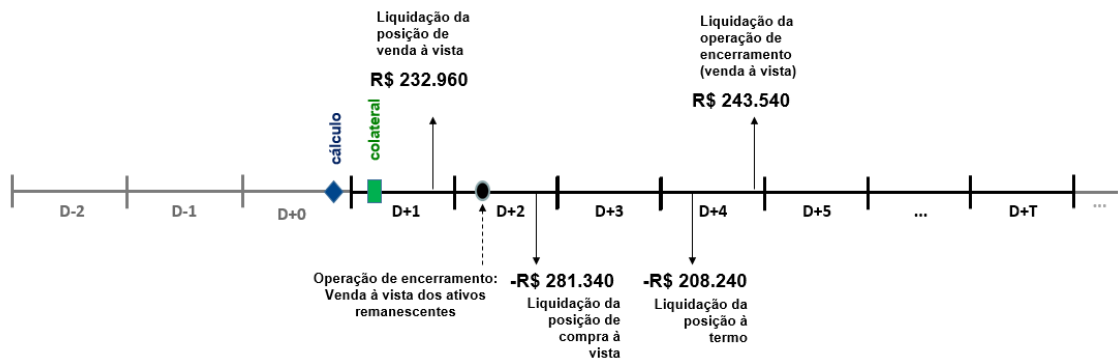 Liquidação da
posição de
venda à vista
R$ 232.960
Liquidação da
operação de
encerramento
(venda à vista)
R$ 243.540
cálculo
colateral
D-2
D-1
D+0
D+1
D+2
D+3
D+4
D+5
...
D+T
...
Operação de encerramento:
Venda à vista dos ativos
remanescentes
-R$ 281.340
Liquidação da
posição de
compra à
vista
-R$ 208.240
Liquidação da
posição à
termo